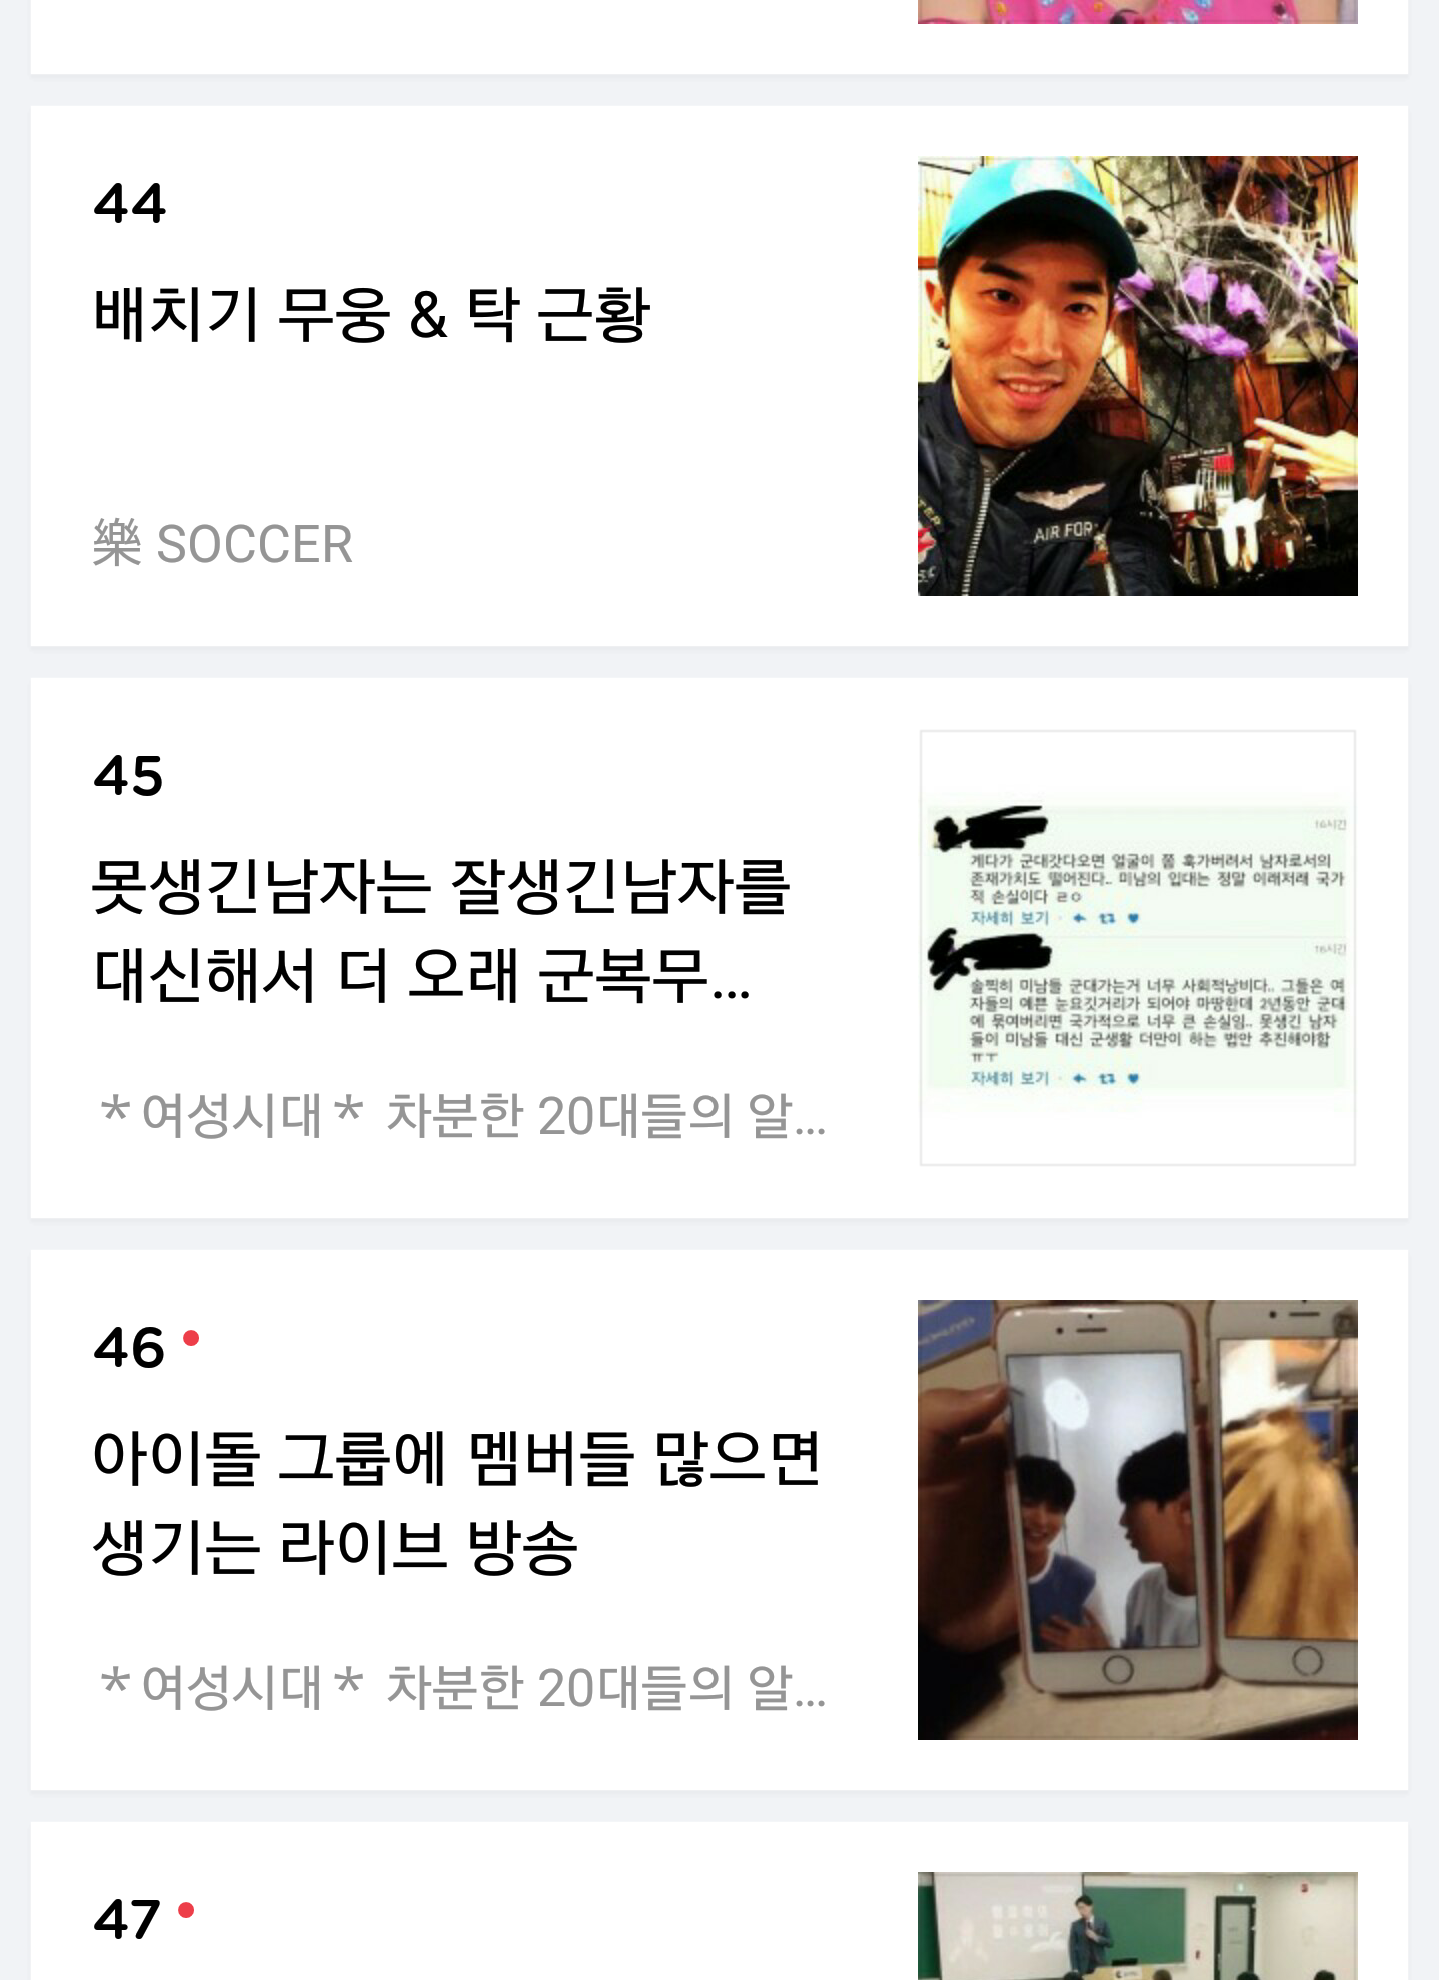 44
배치기 무웅 & 탁 근황
樂 SOCCER
AIR FOR
45
못생긴남자는 잘생긴남자를
대신해서 더 오래 군복무...
*여성시대* 차분한 20대들의 알...
16시간
게다가 군대갓다오면 얼굴이 쫌 훅가버려서 남자로서의
존재가치도 떨어진다.. 미남의 입대는 정말 이래저래 국가
적 손실이다 ㄹㅇ
자세히 보기
16시간
솔찍히 미남들 군대가는거 너무 사회적낭비다.. 그들은 여
자들의 예쁜 눈요깃거리가 되어야 마땅한데 2년동안 군대
에 묶여버리면 국가적으로 너무 큰 손실임.. 못생긴 남자
들이 미남들 대신 군생활 더만이 하는 법안 추진해야함
ㅠㅜ
자세히 보기
46
아이돌 그룹에 멤버들 많으면
생기는 라이브 방송
*여성시대* 차분한 20대들의 알...
47